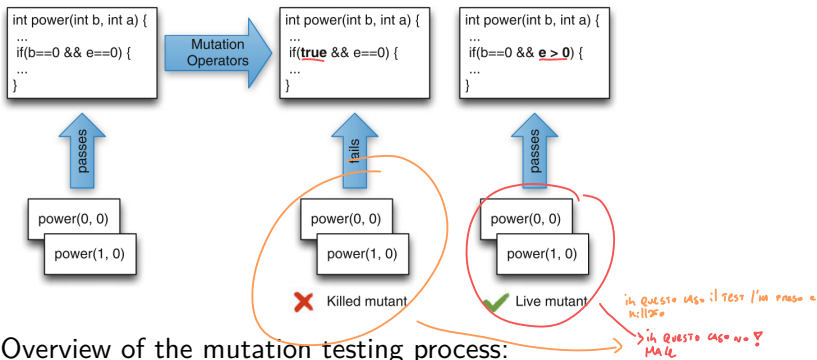 int power(int b, int a) {
...
if(b==0 && e==0) {
...
}
Mutation
Operators
int power(int b, int a) {
...
if(true && e==0) {
...
}
int power(int b, int a) {
...
if(b==0 && e > 0) {
...
}
passes
fails
passes
power(0, 0)
power(1, 0)
power(0, 0)
power(1, 0)
power(0, 0)
power(1, 0)
Killed mutant
Live mutant
in questo caso il TEST l'ha preso e
killato
in questo caso no!
MALE
Overview of the mutation testing process: